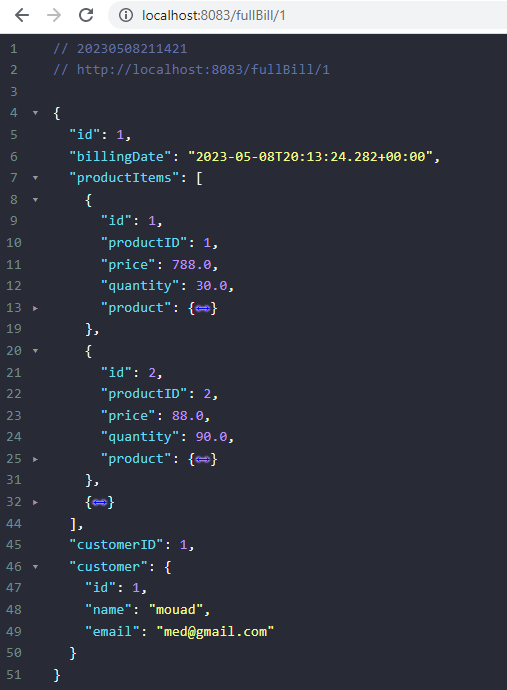 localhost:8083/fullBill/1
1 // 20230508211421
2 // http://localhost:8083/fullBill/1
3
4 {
5 "id": 1,
6 "billingDate": "2023-05-08T20:13:24.282+00:00",
7 "productItems": [
8 {
9 "id": 1,
10 "productID": 1,
11 "price": 788.0,
12 "quantity": 30.0,
13 "product": {↔}
19 },
20 {
21 "id": 2,
22 "productID": 2,
23 "price": 88.0,
24 "quantity": 90.0,
25 "product": {↔}
31 },
32 {↔}
44 ],
45 "customerID": 1,
46 "customer": {
47 "id": 1,
48 "name": "mouad",
49 "email": "med@gmail.com"
50 }
51 }